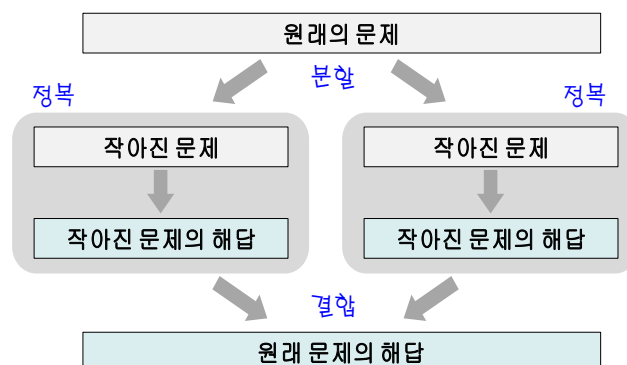 원래의 문제
분할
정복
정복
작아진 문제
작아진 문제
작아진 문제의 해답
작아진 문제의 해답
결합
원래 문제의 해답